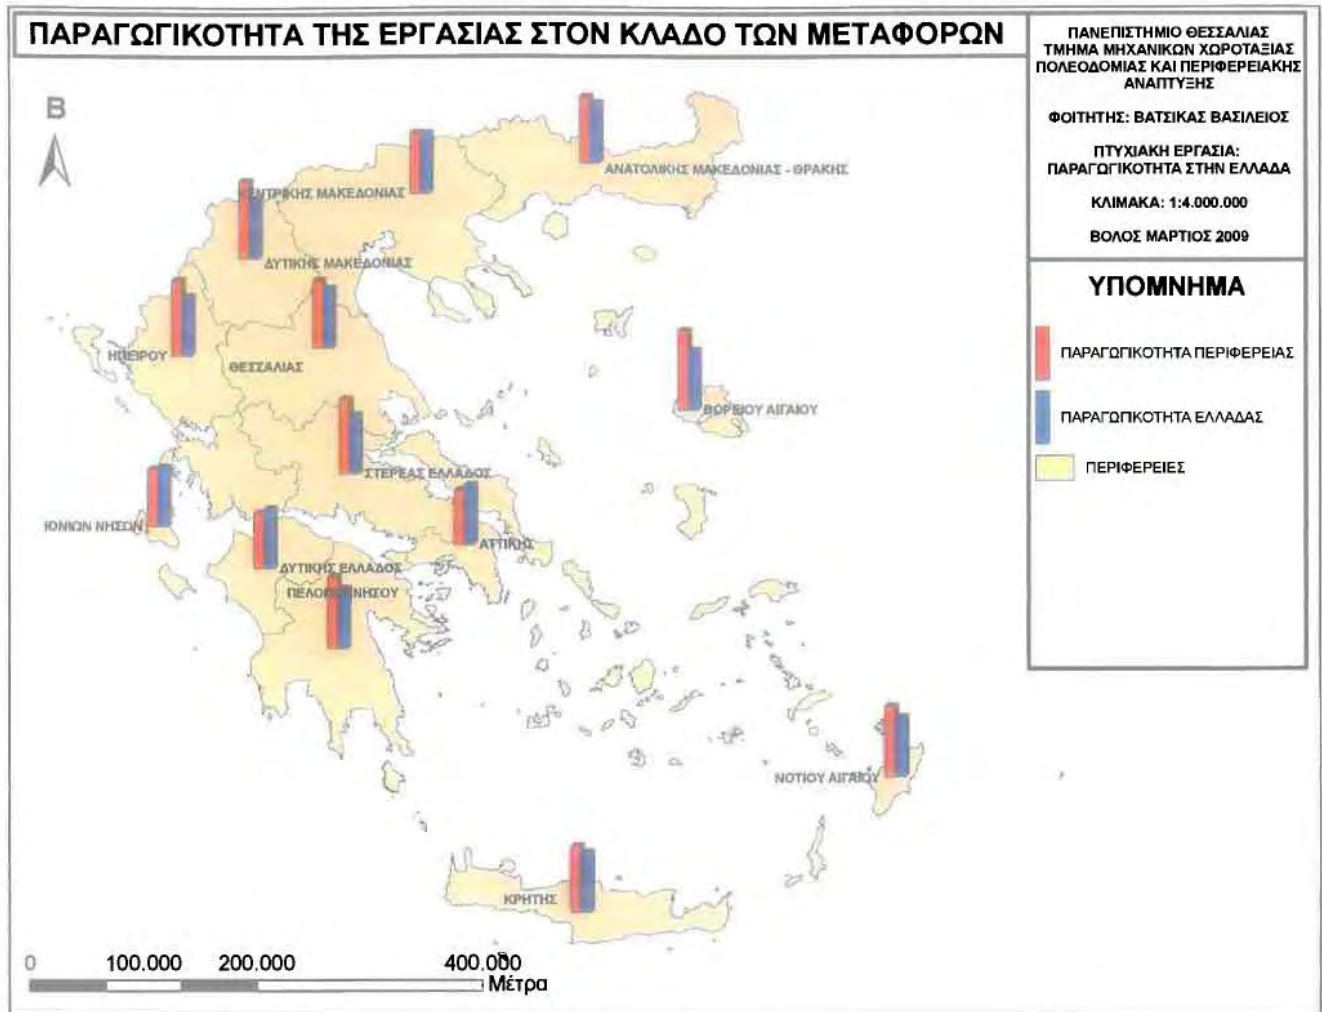 ΠΑΡΑΓΩΓΙΚΟΤΗΤΑ ΤΗΣ ΕΡΓΑΣΙΑΣ ΣΤΟΝ ΚΛΑΔΟ ΤΩΝ ΜΕΤΑΦΟΡΩΝ
ΠΑΝΕΠΙΣΤΗΜΙΟ ΘΕΣΣΑΛΙΑΣ
ΤΜΗΜΑ ΜΗΧΑΝΙΚΩΝ ΧΩΡΟΤΑΞΙΑΣ
ΠΟΛΕΟΔΟΜΙΑΣ ΚΑΙ ΠΕΡΙΦΕΡΕΙΑΚΗΣ
ΑΝΑΠΤΥΞΗΣ
ΦΟΙΤΗΤΗΣ: ΒΑΤΣΙΚΑΣ ΒΑΣΙΛΕΙΟΣ
ΠΤΥΧΙΑΚΗ ΕΡΓΑΣΙΑ:
ΠΑΡΑΓΩΓΙΚΟΤΗΤΑ ΣΤΗΝ ΕΛΛΑΔΑ
ΚΛΙΜΑΚΑ: 1:4.000.000
ΒΟΛΟΣ ΜΑΡΤΙΟΣ 2009
ΥΠΟΜΝΗΜΑ
ΠΑΡΑΓΩΓΙΚΟΤΗΤΑ ΠΕΡΙΦΕΡΕΙΑΣ
ΠΑΡΑΓΩΓΙΚΟΤΗΤΑ ΕΛΛΑΔΑΣ
ΠΕΡΙΦΕΡΕΙΕΣ
Β
ΑΝΑΤΟΛΙΚΗΣ ΜΑΚΕΔΟΝΙΑΣ - ΘΡΑΚΗΣ
ΚΕΝΤΡΙΚΗΣ ΜΑΚΕΔΟΝΙΑΣ
ΔΥΤΙΚΗΣ ΜΑΚΕΔΟΝΙΑΣ
ΗΠΕΙΡΟΥ
ΘΕΣΣΑΛΙΑΣ
ΒΟΡΕΙΟΥ ΑΙΓΑΙΟΥ
ΣΤΕΡΕΑΣ ΕΛΛΑΔΟΣ
ΙΟΝΙΩΝ ΝΗΣΩΝ
ΑΤΤΙΚΗΣ
ΔΥΤΙΚΗΣ ΕΛΛΑΔΟΣ
ΠΕΛΟΠΟΝΝΗΣΟΥ
ΝΟΤΙΟΥ ΑΙΓΑΙΟΥ
ΚΡΗΤΗΣ
0 100.000 200.000 400.000
Μέτρα